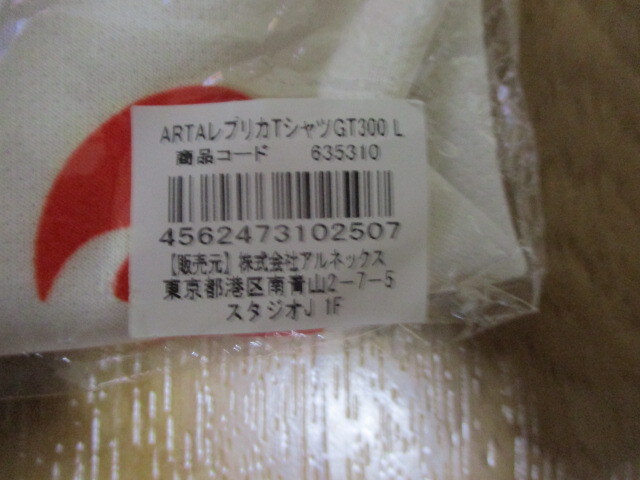 ARTAレプリカTシャツGT300 L
商品コード 635310
4562473102507
【販売元】株式会社アルネックス
東京都港区南青山2-7-5
スタジオJ 1F